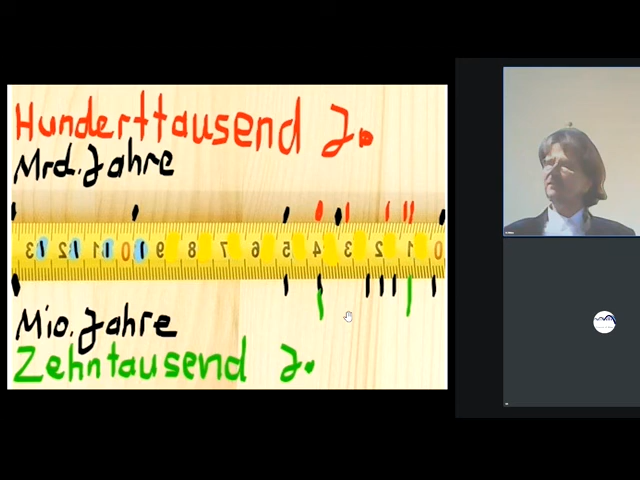 Hunderttausend J.
Mrd. Jahre
13 12 11 10 9 8 7 6 5 4 3 2 1 0
Mio. Jahre
Zehntausend J.